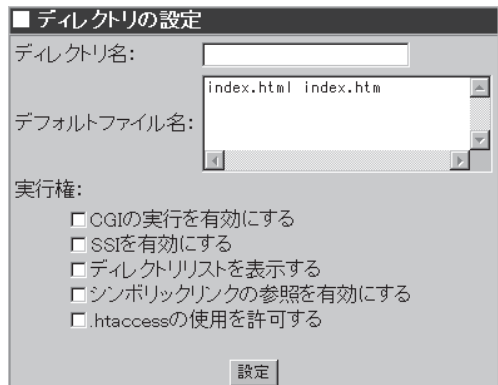 ■ ディレクトリの設定
ディレクトリ名:
index.html index.htm
デフォルトファイル名:
実行権:
CGIの実行を有効にする
SSIを有効にする
ディレクトリリストを表示する
シンボリックリンクの参照を有効にする
.htaccessの使用を許可する
設定